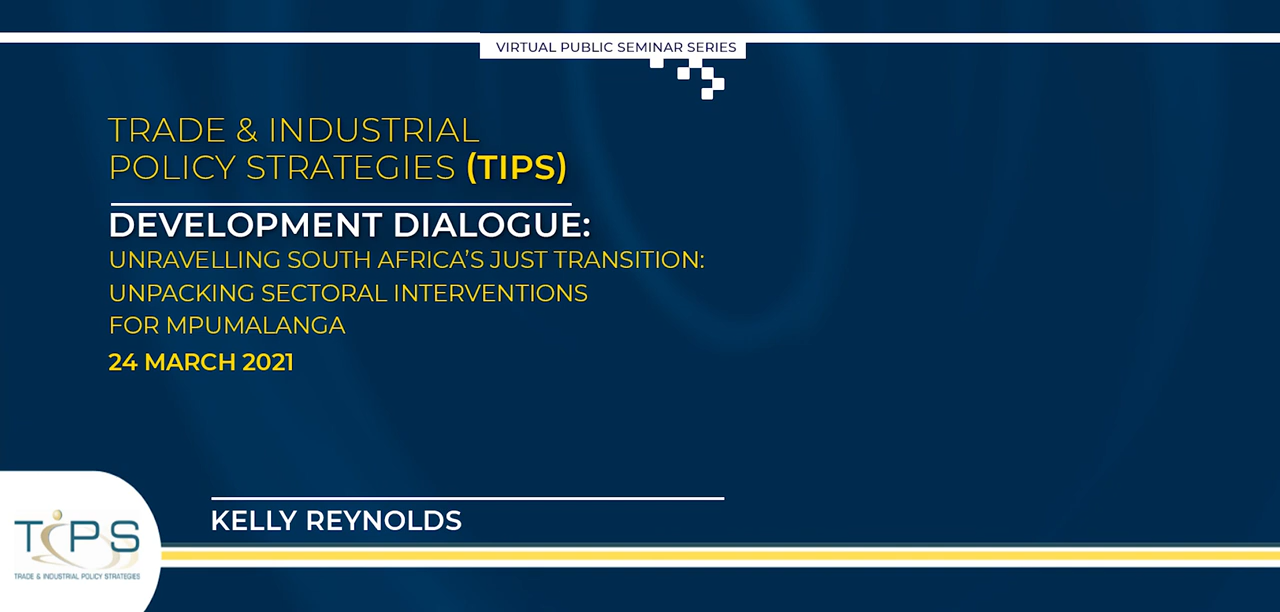 VIRTUAL PUBLIC SEMINAR SERIES
TRADE & INDUSTRIAL
POLICY STRATEGIES (TIPS)
DEVELOPMENT DIALOGUE:
UNRAVELLING SOUTH AFRICA'S JUST TRANSITION:
UNPACKING SECTORAL INTERVENTIONS
FOR MPUMALANGA
24 MARCH 2021
KELLY REYNOLDS
TiPS
TRADE & INDUSTRIAL POLICY STRATEGIES